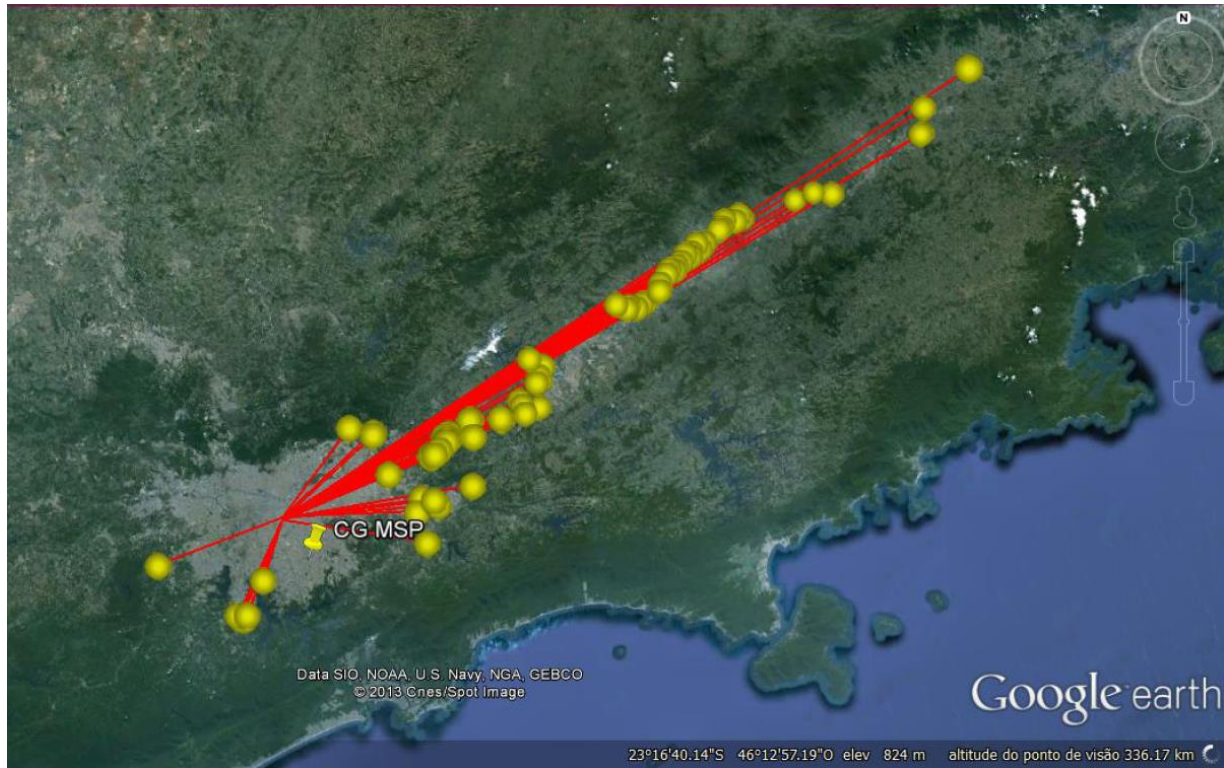 N
CG MSP
Data SIO, NOAA, U.S. Navy, NGA, GEBCO
© 2013 Cnes/Spot Image
Google earth
23°16'40.14"S 46°12'57.19"O elev 824 m altitude do ponto de visão 336.17 km